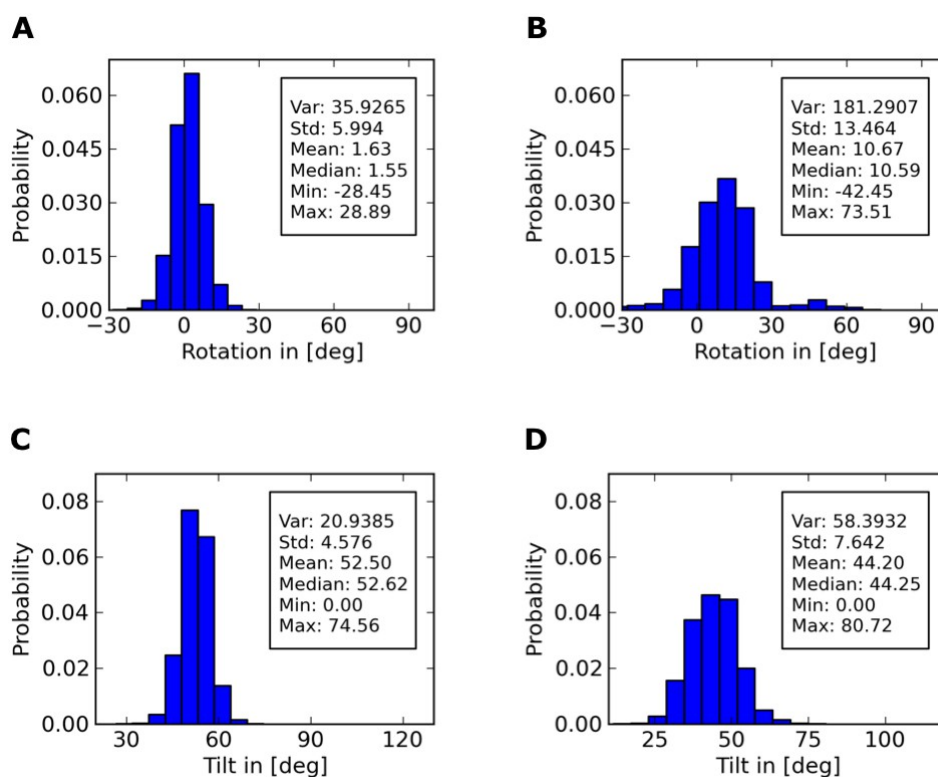 A
Probability
0.060
0.045
0.030
0.015
0.000
−30 0 30 60 90
Rotation in [deg]
Var: 35.9265
Std: 5.994
Mean: 1.63
Median: 1.55
Min: -28.45
Max: 28.89
B
Probability
0.060
0.045
0.030
0.015
0.000
−30 0 30 60 90
Rotation in [deg]
Var: 181.2907
Std: 13.464
Mean: 10.67
Median: 10.59
Min: -42.45
Max: 73.51
C
Probability
0.08
0.06
0.04
0.02
0.00
30 60 90 120
Tilt in [deg]
Var: 20.9385
Std: 4.576
Mean: 52.50
Median: 52.62
Min: 0.00
Max: 74.56
D
Probability
0.08
0.06
0.04
0.02
0.00
25 50 75 100
Tilt in [deg]
Var: 58.3932
Std: 7.642
Mean: 44.20
Median: 44.25
Min: 0.00
Max: 80.72